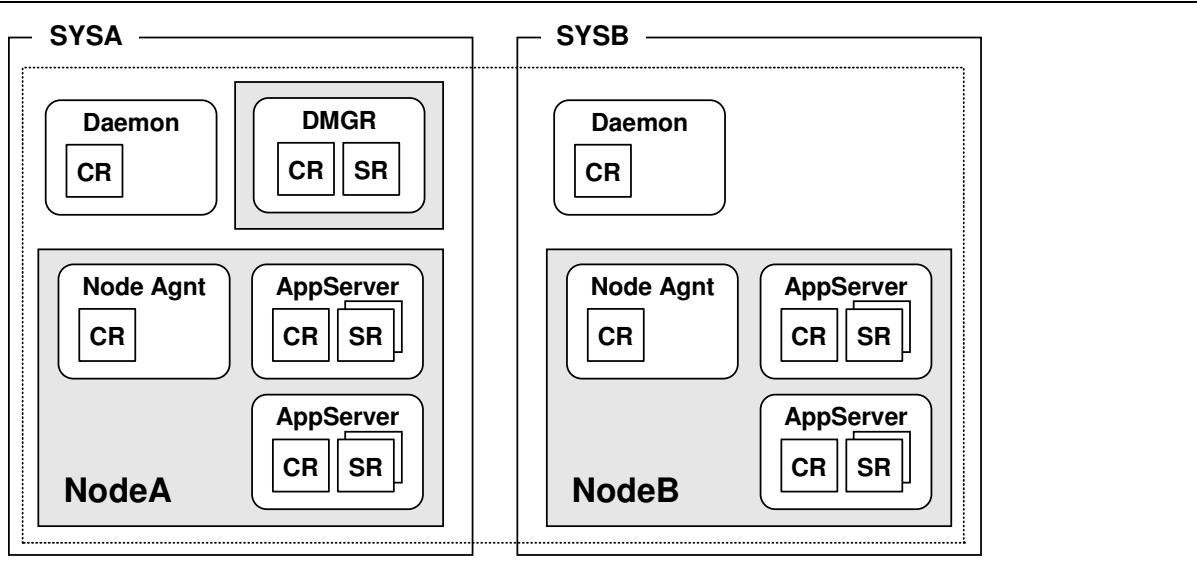 SYSA
Daemon
CR
DMGR
CR SR
Node Agnt
CR
AppServer
CR SR
AppServer
CR SR
NodeA
SYSB
Daemon
CR
Node Agnt
CR
AppServer
CR SR
AppServer
CR SR
NodeB